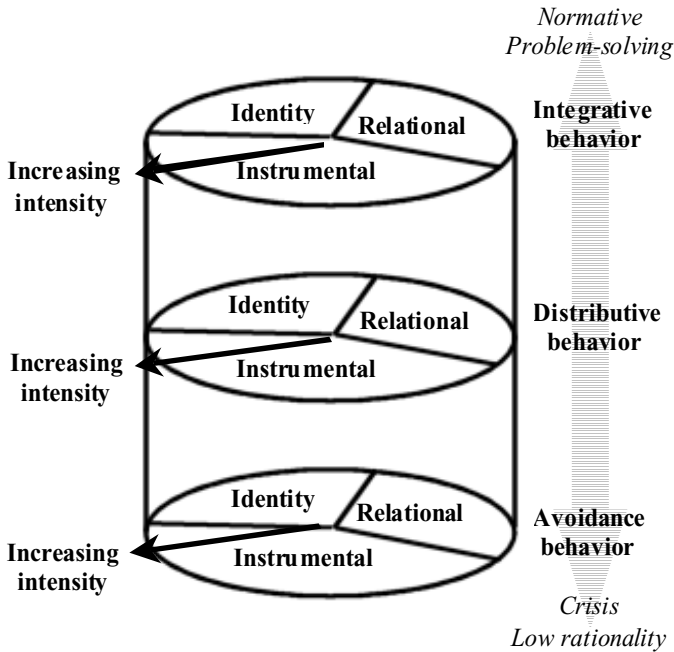 Normative
Problem-solving
Identity
Relational
Integrative
behavior
Increasing
intensity
Instrumental
Identity
Relational
Distributive
behavior
Increasing
intensity
Instrumental
Identity
Relational
Avoidance
behavior
Increasing
intensity
Instrumental
Crisis
Low rationality